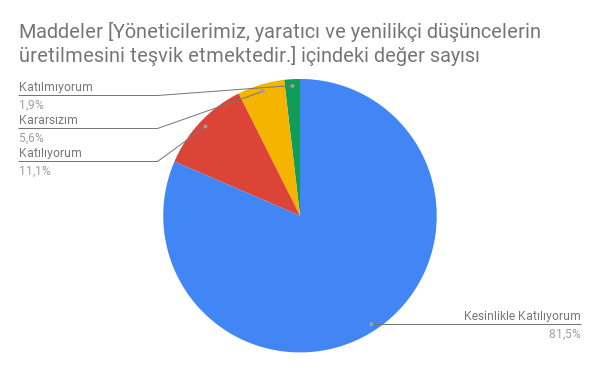 Maddeler [Yöneticilerimiz, yaratıcı ve yenilikçi düşüncelerin
üretilmesini teşvik etmektedir.] içindeki değer sayısı
Katılmıyorum
1,9%
Kararsızım
5,6%
Katılıyorum
11,1%
Kesinlikle Katılıyorum
81,5%